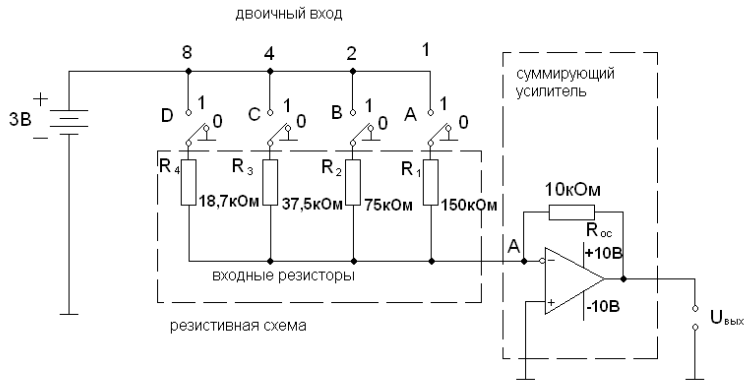 двоичный вход
8 4 2 1
суммирующий
усилитель
+
3В
−
D 1 0 C 1 0 B 1 0 A 1 0
R4 R3 R2 R1
18,7кОм 37,5кОм 75кОм 150кОм
10кОм
Rос
A
входные резисторы
− +10В
+ -10В
Uвых
резистивная схема